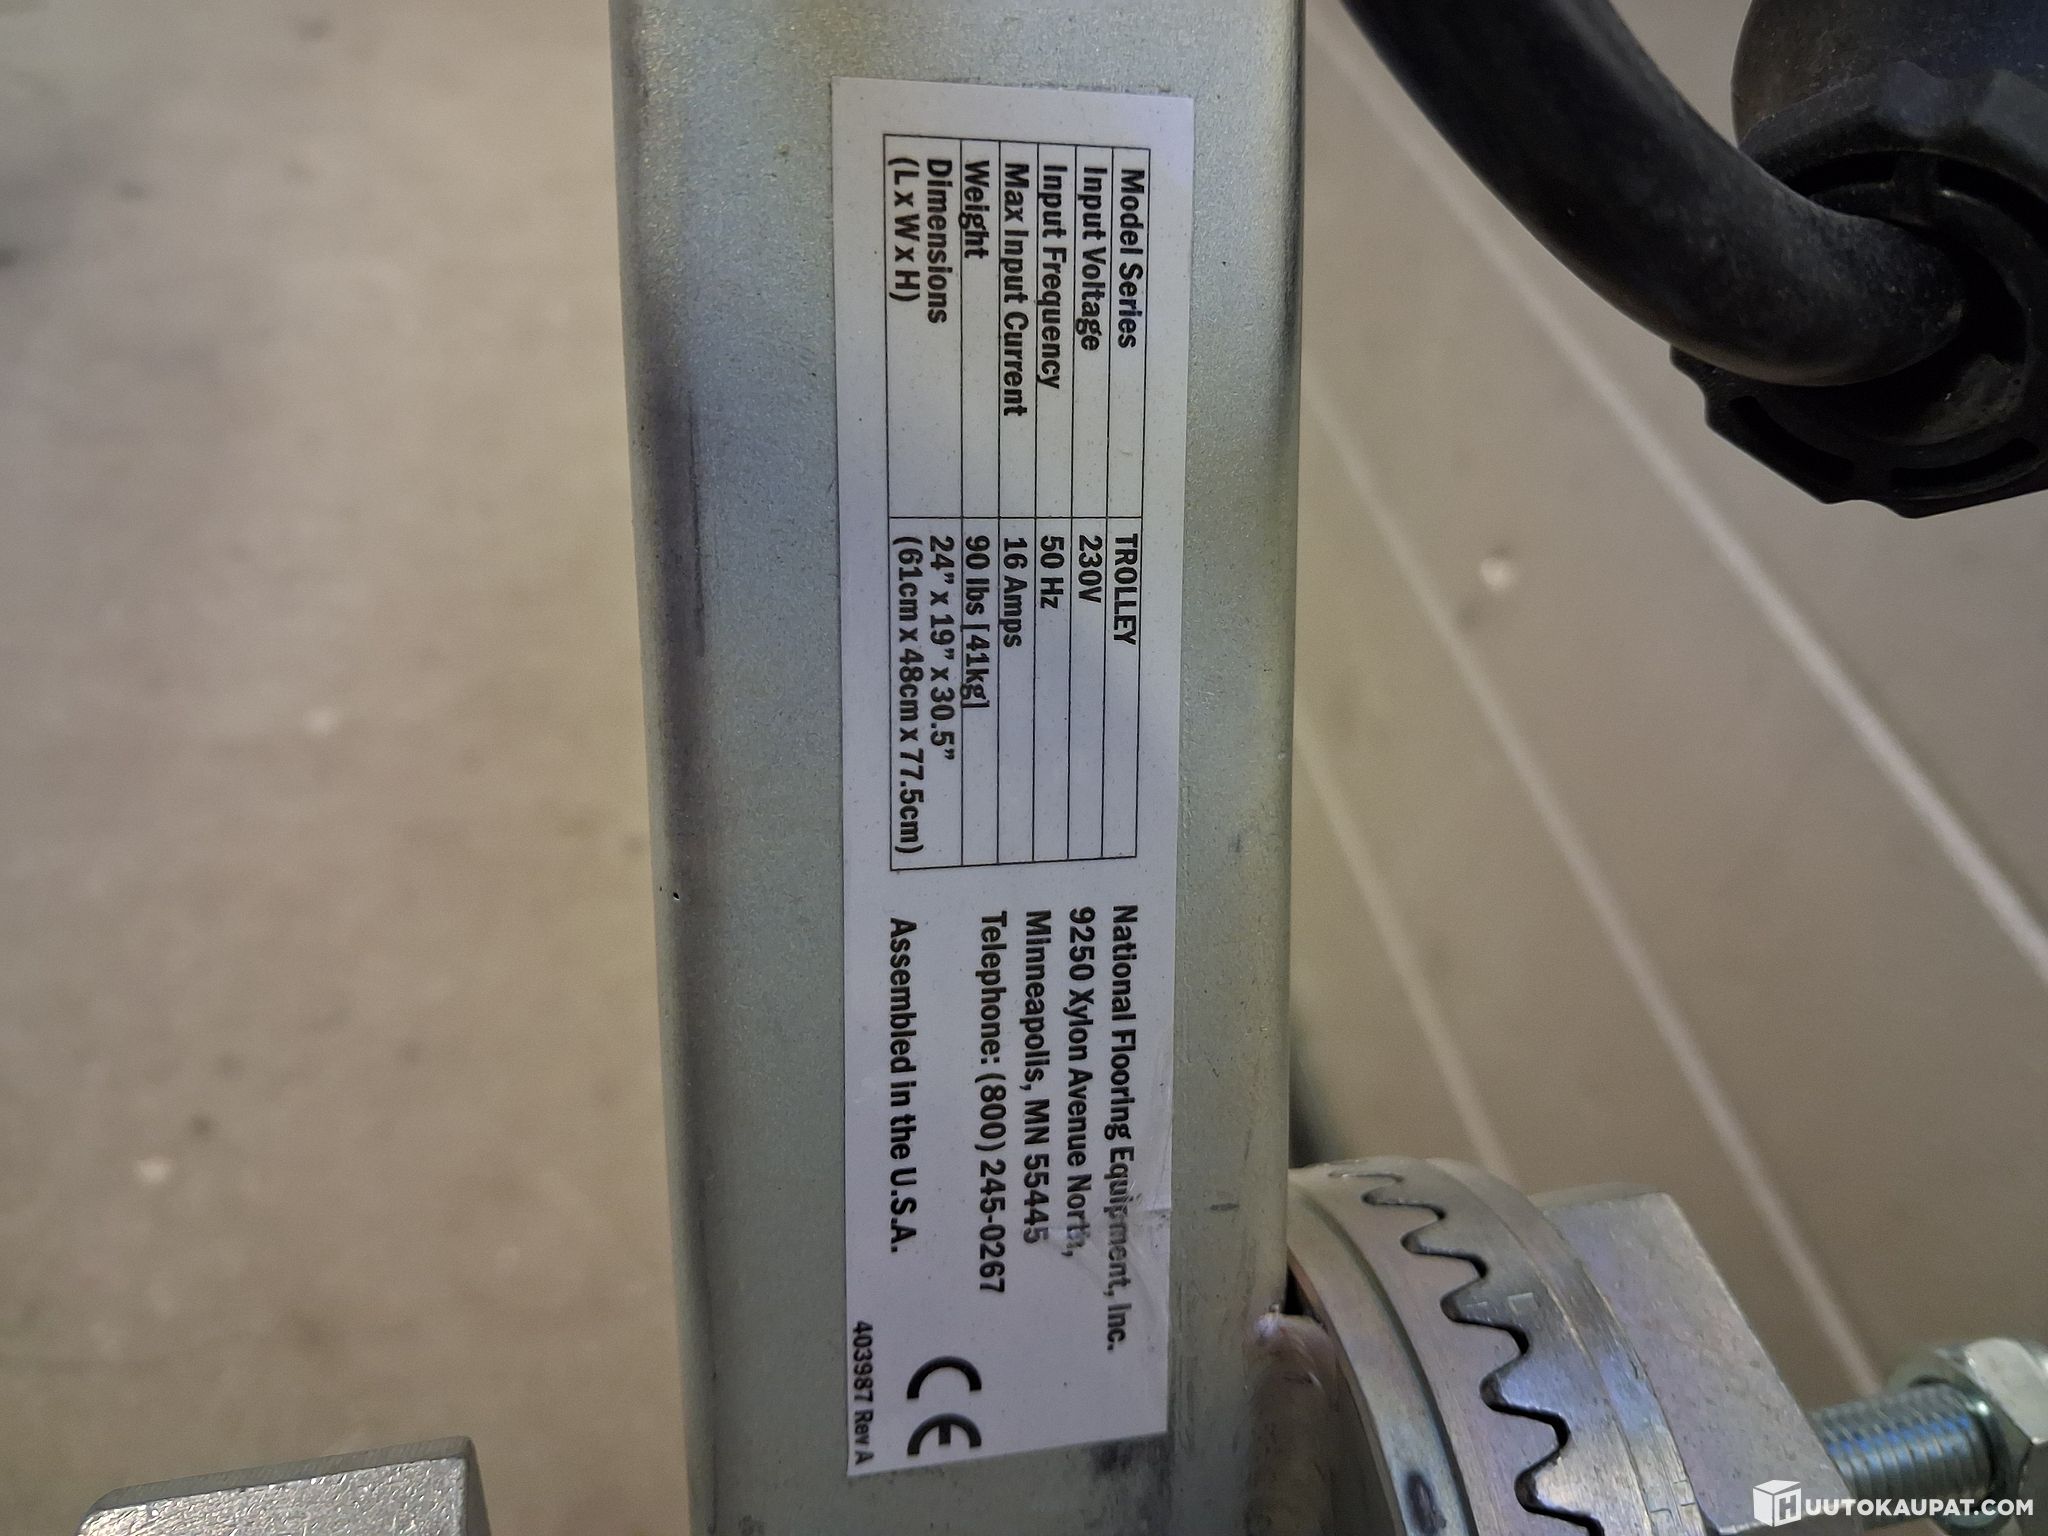 Model Series TROLLEY
Input Voltage 230V
Input Frequency 50 Hz
Max Input Current 16 Amps
Weight 90 lbs [41kg]
Dimensions 24” x 19” x 30.5”
(L x W x H) (61cm x 48cm x 77.5cm)
National Flooring Equipment, Inc.
9250 Xylon Avenue North,
Minneapolis, MN 55445
Telephone: (800) 245-0267
Assembled in the U.S.A.
CE
403987 Rev A
HUUTOKAUPAT.COM